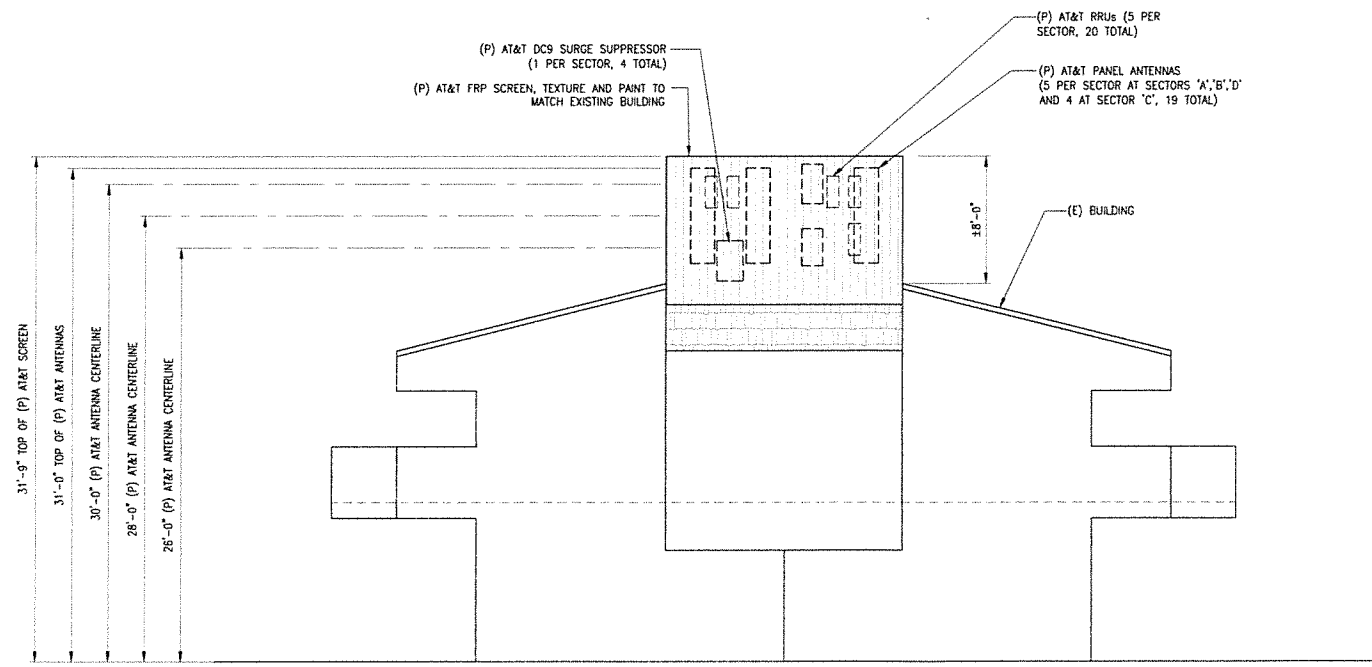 (P) AT&T RRUs (5 PER
SECTOR, 20 TOTAL)
(P) AT&T DC9 SURGE SUPPRESSOR
(1 PER SECTOR, 4 TOTAL)
(P) AT&T PANEL ANTENNAS
(5 PER SECTOR AT SECTORS 'A','B','D'
AND 4 AT SECTOR 'C', 19 TOTAL)
(P) AT&T FRP SCREEN, TEXTURE AND PAINT TO
MATCH EXISTING BUILDING
±8'-0"
(E) BUILDING
31'-9" TOP OF (P) AT&T SCREEN
31'-0" TOP OF (P) AT&T ANTENNAS
30'-0" (P) AT&T ANTENNA CENTERLINE
28'-0" (P) AT&T ANTENNA CENTERLINE
26'-0" (P) AT&T ANTENNA CENTERLINE